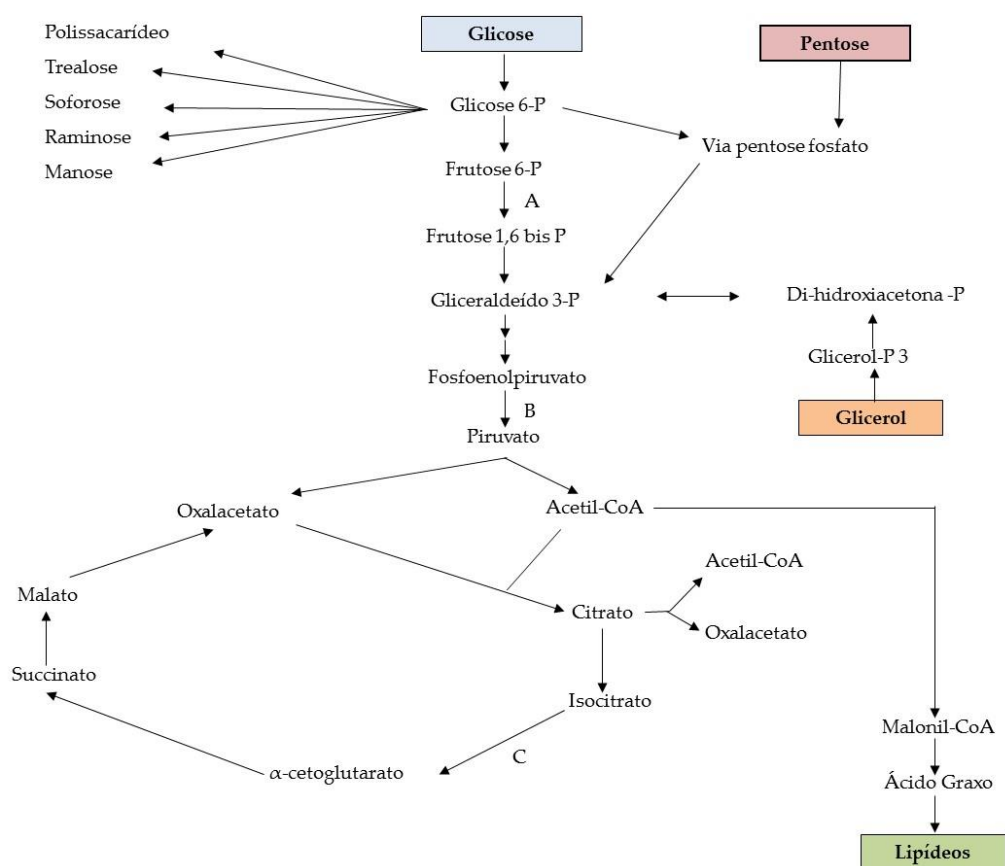 Polissacarídeo
Glicose
Pentose
Trealose
Soforose
Glicose 6-P
Raminose
Via pentose fosfato
Manose
Frutose 6-P
A
Frutose 1,6 bis P
Gliceraldeído 3-P
Di-hidroxiacetona -P
Glicerol-P 3
Fosfoenolpiruvato
B
Glicerol
Piruvato
Oxalacetato
Acetil-CoA
Acetil-CoA
Malato
Citrato
Oxalacetato
Succinato
Isocitrato
Malonil-CoA
C
α-cetoglutarato
Ácido Graxo
Lipídeos